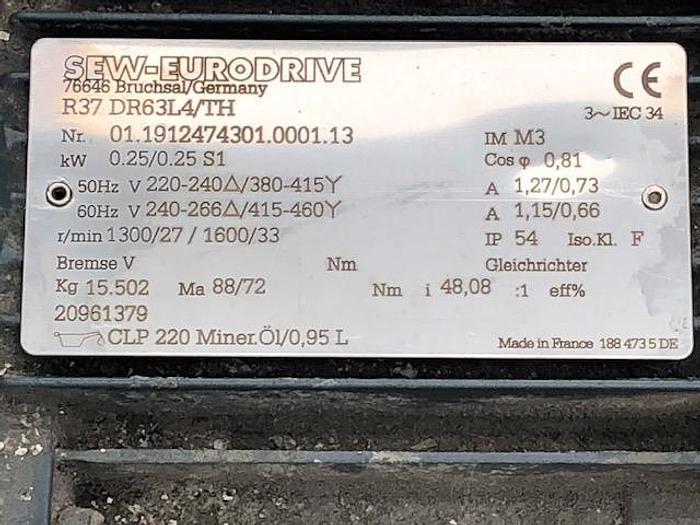 SEW-EURODRIVE
76646 Bruchsal/Germany
CE
R37 DR63L4/TH
3~IEC 34
Nr. 01.1912474301.0001.13 IM M3
kW 0.25/0.25 S1 Cos φ 0,81
50Hz V 220-240△/380-415Y A 1,27/0,73
60Hz V 240-266△/415-460Y A 1,15/0,66
r/min 1300/27 / 1600/33 IP 54 Iso.Kl. F
Bremse V Nm Gleichrichter
Kg 15.502 Ma 88/72 Nm i 48,08 :1 eff%
20961379
CLP 220 Miner.Öl/0,95 L Made in France 188 473 5 DE